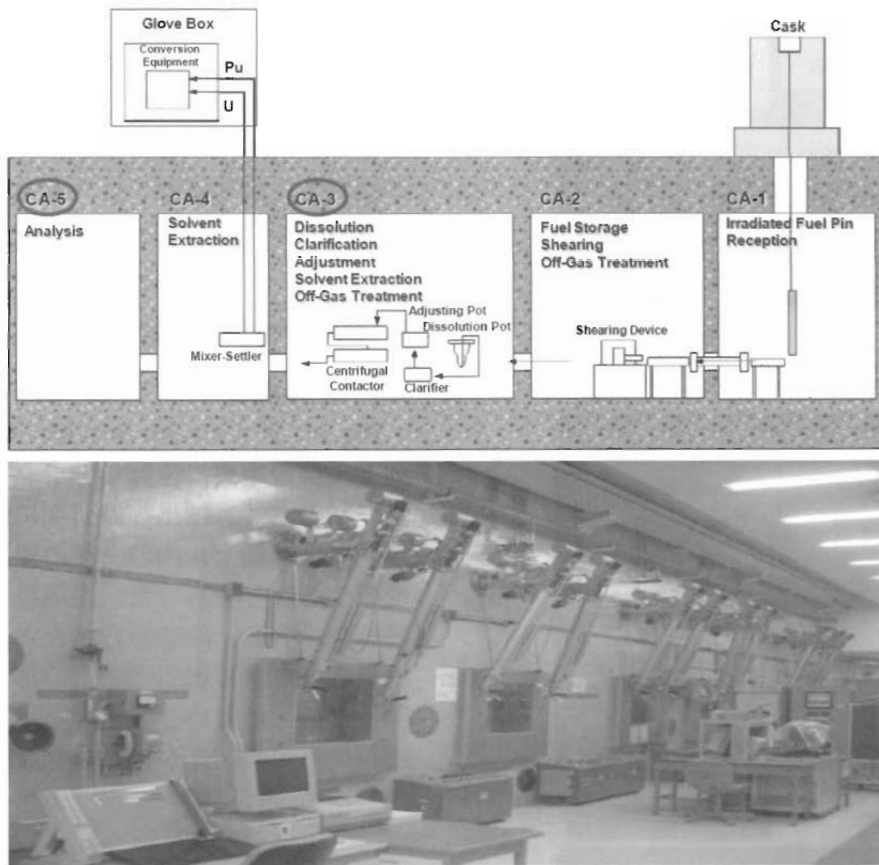 Glove Box
Conversion
Equipment
Pu
U
Cask
CA-5
Analysis
CA-4
Solvent
Extraction
Mixer-Settler
CA-3
Dissolution
Clarification
Adjustment
Solvent Extraction
Off-Gas Treatment
Adjusting Pot
Dissolution Pot
Centrifugal
Contactor
Clarifier
CA-2
Fuel Storage
Shearing
Off-Gas Treatment
Shearing Device
CA-1
Irradiated Fuel Pin
Reception